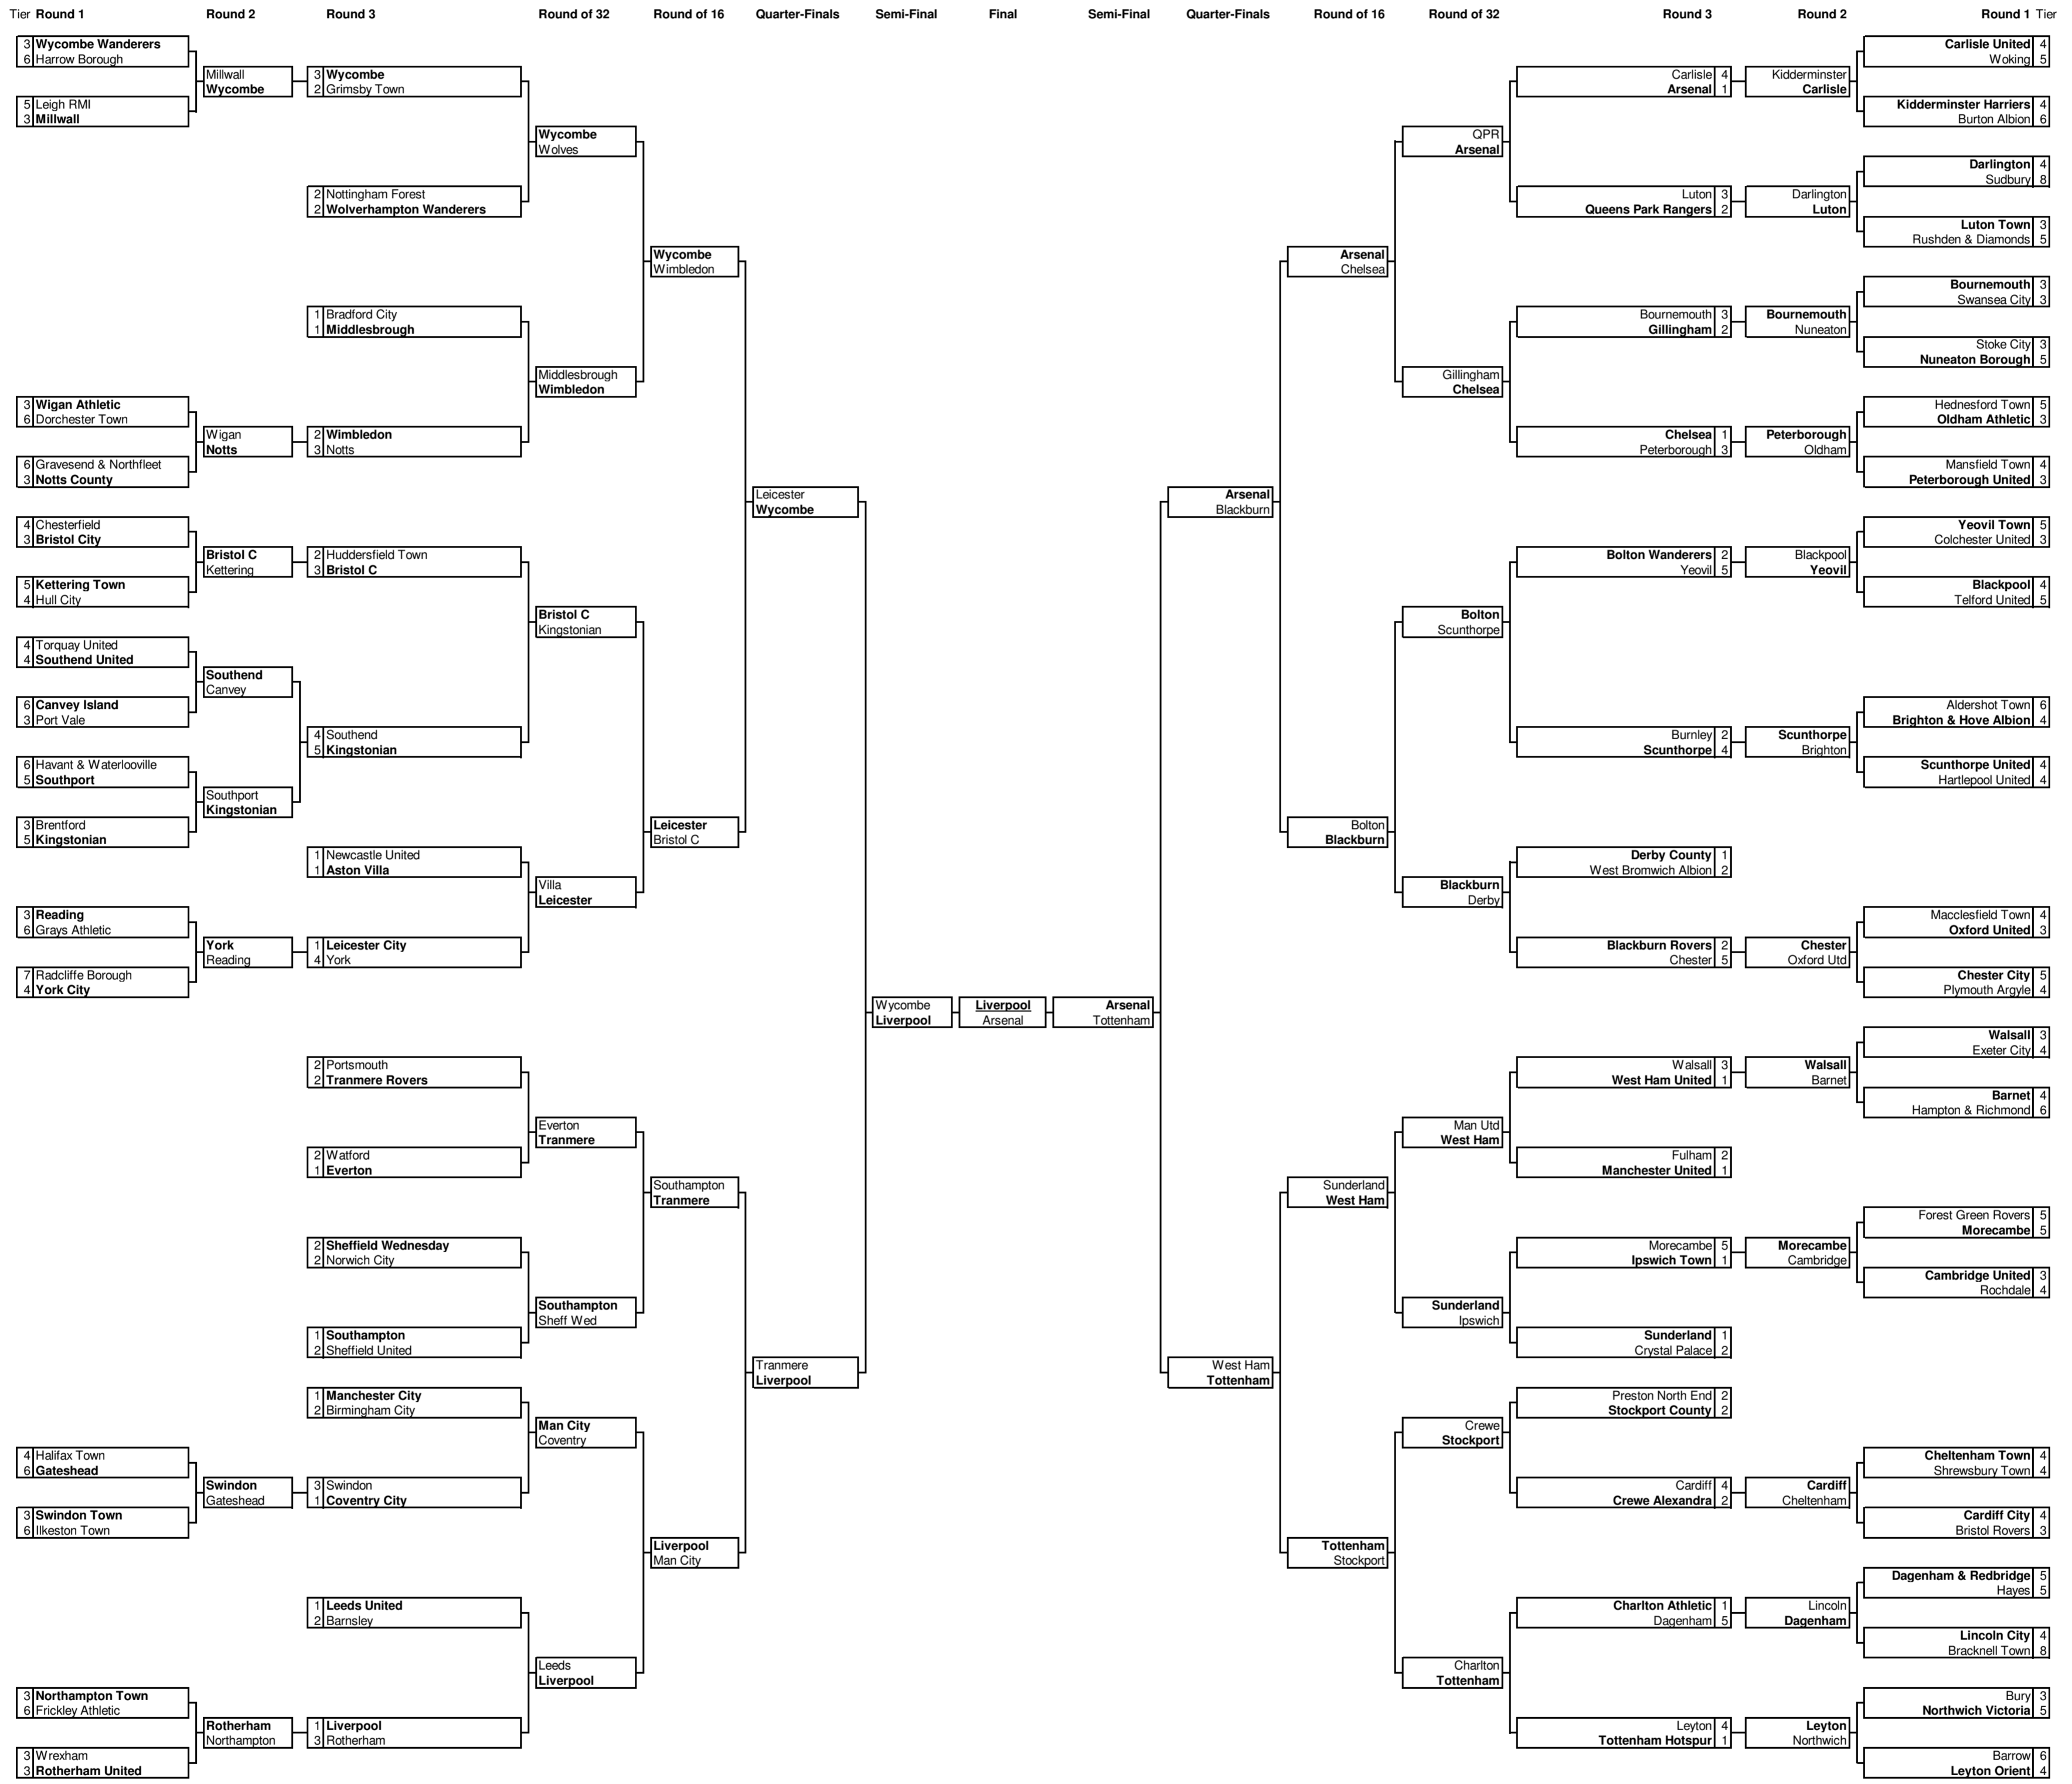 Tier Round 1 Round 2 Round 3 Round of 32 Round of 16 Quarter-Finals Semi-Final Final Semi-Final Quarter-Finals Round of 16 Round of 32 Round 3 Round 2 Round 1 Tier
3 Wycombe Wanderers
6 Harrow Borough
5 Leigh RMI
3 Millwall
3 Wigan Athletic
6 Dorchester Town
6 Gravesend & Northfleet
3 Notts County
4 Chesterfield
3 Bristol City
5 Kettering Town
4 Hull City
4 Torquay United
4 Southend United
6 Canvey Island
3 Port Vale
6 Havant & Waterlooville
5 Southport
3 Brentford
5 Kingstonian
3 Reading
6 Grays Athletic
7 Radcliffe Borough
4 York City
4 Halifax Town
6 Gateshead
3 Swindon Town
6 Ilkeston Town
3 Northampton Town
6 Frickley Athletic
3 Wrexham
3 Rotherham United
Millwall
Wycombe
Wigan
Notts
Bristol C
Kettering
Southend
Canvey
Southport
Kingstonian
York
Reading
Swindon
Gateshead
Rotherham
Northampton
3 Wycombe
2 Grimsby Town
2 Nottingham Forest
2 Wolverhampton Wanderers
1 Bradford City
1 Middlesbrough
2 Wimbledon
3 Notts
2 Huddersfield Town
3 Bristol C
4 Southend
5 Kingstonian
1 Newcastle United
1 Aston Villa
1 Leicester City
4 York
2 Portsmouth
2 Tranmere Rovers
2 Watford
1 Everton
2 Sheffield Wednesday
2 Norwich City
1 Southampton
2 Sheffield United
1 Manchester City
2 Birmingham City
3 Swindon
1 Coventry City
1 Leeds United
2 Barnsley
1 Liverpool
3 Rotherham
Wycombe
Wolves
Middlesbrough
Wimbledon
Bristol C
Kingstonian
Villa
Leicester
Everton
Tranmere
Southampton
Sheff Wed
Man City
Coventry
Leeds
Liverpool
Wycombe
Wimbledon
Leicester
Bristol C
Southampton
Tranmere
Liverpool
Man City
Leicester
Wycombe
Tranmere
Liverpool
Wycombe
Liverpool
Liverpool
Arsenal
Arsenal
Tottenham
Arsenal
Blackburn
West Ham
Tottenham
Arsenal
Chelsea
Bolton
Blackburn
Sunderland
West Ham
Tottenham
Stockport
QPR
Arsenal
Gillingham
Chelsea
Bolton
Scunthorpe
Blackburn
Derby
Man Utd
West Ham
Sunderland
Ipswich
Crewe
Stockport
Charlton
Tottenham
Carlisle 4
Arsenal 1
Luton 3
Queens Park Rangers 2
Bournemouth 3
Gillingham 2
Chelsea 1
Peterborough 3
Bolton Wanderers 2
Yeovil 5
Burnley 2
Scunthorpe 4
Derby County 1
West Bromwich Albion 2
Blackburn Rovers 2
Chester 5
Walsall 3
West Ham United 1
Fulham 2
Manchester United 1
Morecambe 5
Ipswich Town 1
Sunderland 1
Crystal Palace 2
Preston North End 2
Stockport County 2
Cardiff 4
Crewe Alexandra 2
Charlton Athletic 1
Dagenham 5
Leyton 4
Tottenham Hotspur 1
Kidderminster
Carlisle
Darlington
Luton
Bournemouth
Nuneaton
Peterborough
Oldham
Blackpool
Yeovil
Scunthorpe
Brighton
Chester
Oxford Utd
Walsall
Barnet
Morecambe
Cambridge
Cardiff
Cheltenham
Lincoln
Dagenham
Leyton
Northwich
Carlisle United 4
Woking 5
Kidderminster Harriers 4
Burton Albion 6
Darlington 4
Sudbury 8
Luton Town 3
Rushden & Diamonds 5
Bournemouth 3
Swansea City 3
Stoke City 3
Nuneaton Borough 5
Hednesford Town 5
Oldham Athletic 3
Mansfield Town 4
Peterborough United 3
Yeovil Town 5
Colchester United 3
Blackpool 4
Telford United 5
Aldershot Town 6
Brighton & Hove Albion 4
Scunthorpe United 4
Hartlepool United 4
Macclesfield Town 4
Oxford United 3
Chester City 5
Plymouth Argyle 4
Walsall 3
Exeter City 4
Barnet 4
Hampton & Richmond 6
Forest Green Rovers 5
Morecambe 5
Cambridge United 3
Rochdale 4
Cheltenham Town 4
Shrewsbury Town 4
Cardiff City 4
Bristol Rovers 3
Dagenham & Redbridge 5
Hayes 5
Lincoln City 4
Bracknell Town 8
Bury 3
Northwich Victoria 5
Barrow 6
Leyton Orient 4